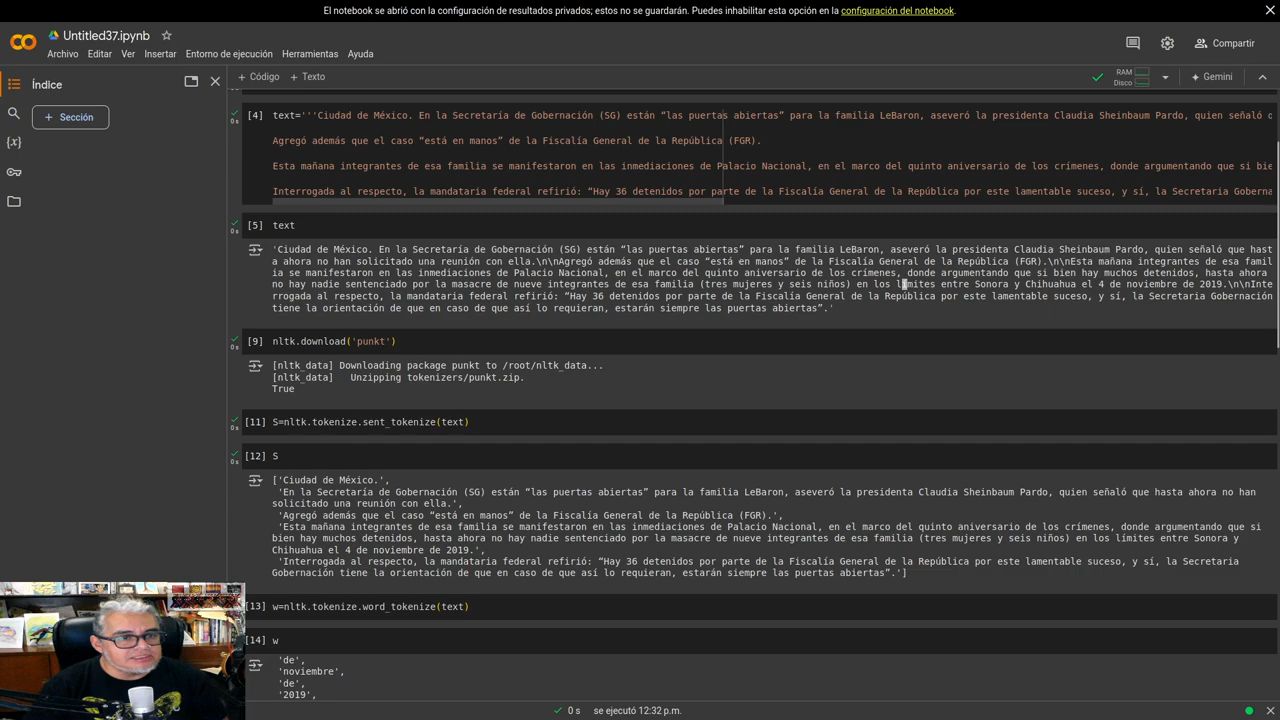 El notebook se abrió con la configuración de resultados privados; estos no se guardarán. Puedes inhabilitar esta opción en la configuración del notebook.
Untitled37.ipynb
Archivo Editar Ver Insertar Entorno de ejecución Herramientas Ayuda
Compartir
Índice
+ Sección
+ Código + Texto
RAM
Disco
Gemini
[4] text='''Ciudad de México. En la Secretaría de Gobernación (SG) están “las puertas abiertas” para la familia LeBaron, aseveró la presidenta Claudia Sheinbaum Pardo, quien señaló
0 s
Agregó además que el caso “está en manos” de la Fiscalía General de la República (FGR).
Esta mañana integrantes de esa familia se manifestaron en las inmediaciones de Palacio Nacional, en el marco del quinto aniversario de los crímenes, donde argumentando que si bie
Interrogada al respecto, la mandataria federal refirió: “Hay 36 detenidos por parte de la Fiscalía General de la República por este lamentable suceso, y sí, la Secretaria Goberna
[5] text
0 s
'Ciudad de México. En la Secretaría de Gobernación (SG) están “las puertas abiertas” para la familia LeBaron, aseveró la presidenta Claudia Sheinbaum Pardo, quien señaló que hast
a ahora no han solicitado una reunión con ella.\n\nAgregó además que el caso “está en manos” de la Fiscalía General de la República (FGR).\n\nEsta mañana integrantes de esa famil
ia se manifestaron en las inmediaciones de Palacio Nacional, en el marco del quinto aniversario de los crímenes, donde argumentando que si bien hay muchos detenidos, hasta ahora
no hay nadie sentenciado por la masacre de nueve integrantes de esa familia (tres mujeres y seis niños) en los límites entre Sonora y Chihuahua el 4 de noviembre de 2019.\n\nInte
rrogada al respecto, la mandataria federal refirió: “Hay 36 detenidos por parte de la Fiscalía General de la República por este lamentable suceso, y sí, la Secretaria Gobernación
tiene la orientación de que en caso de que así lo requieran, estarán siempre las puertas abiertas”.'
[9] nltk.download('punkt')
0 s
[nltk_data] Downloading package punkt to /root/nltk_data...
[nltk_data]   Unzipping tokenizers/punkt.zip.
True
[11] S=nltk.tokenize.sent_tokenize(text)
0 s
[12] S
0 s
['Ciudad de México.',
'En la Secretaría de Gobernación (SG) están “las puertas abiertas” para la familia LeBaron, aseveró la presidenta Claudia Sheinbaum Pardo, quien señaló que hasta ahora no han
solicitado una reunión con ella.',
'Agregó además que el caso “está en manos” de la Fiscalía General de la República (FGR).',
'Esta mañana integrantes de esa familia se manifestaron en las inmediaciones de Palacio Nacional, en el marco del quinto aniversario de los crímenes, donde argumentando que si
bien hay muchos detenidos, hasta ahora no hay nadie sentenciado por la masacre de nueve integrantes de esa familia (tres mujeres y seis niños) en los límites entre Sonora y
Chihuahua el 4 de noviembre de 2019.',
'Interrogada al respecto, la mandataria federal refirió: “Hay 36 detenidos por parte de la Fiscalía General de la República por este lamentable suceso, y sí, la Secretaria
Gobernación tiene la orientación de que en caso de que así lo requieran, estarán siempre las puertas abiertas”.']
[13] w=nltk.tokenize.word_tokenize(text)
[14] w
'de',
'noviembre',
'de',
'2019',
0 s se ejecutó 12:32 p.m.